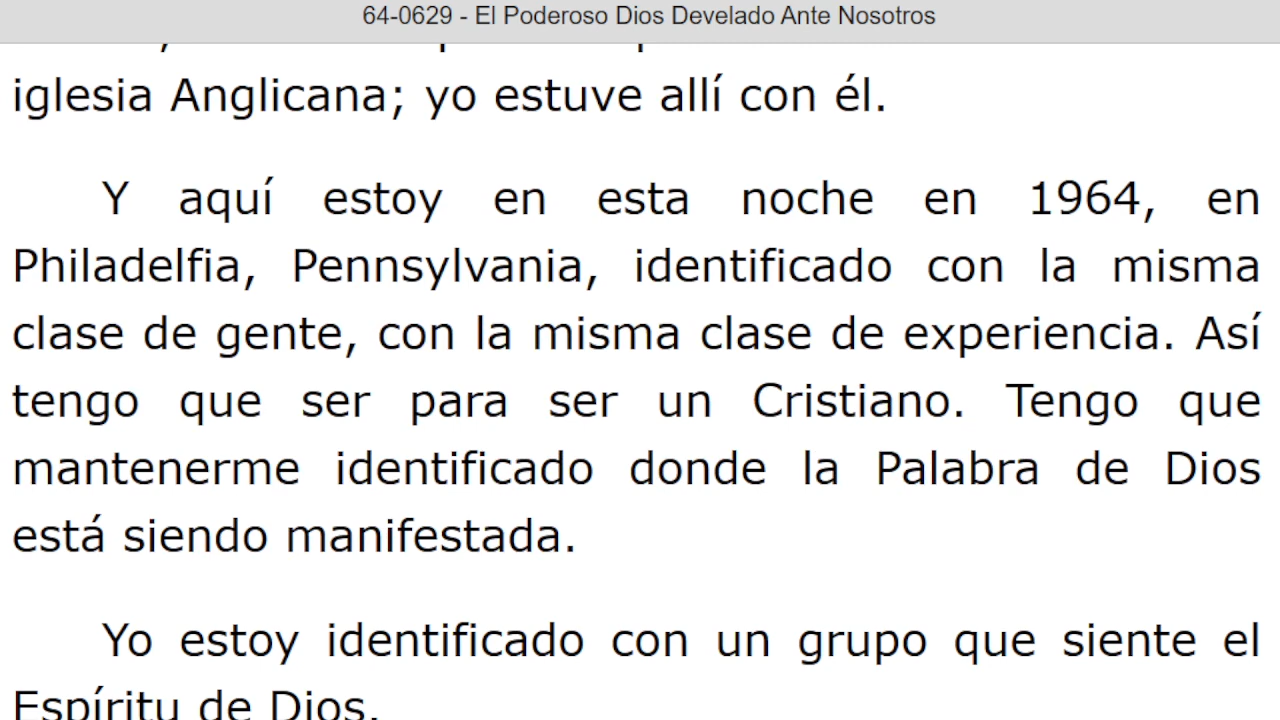 64-0629 - El Poderoso Dios Develado Ante Nosotros
iglesia Anglicana; yo estuve allí con él.
Y aquí estoy en esta noche en 1964, en
Philadelfia, Pennsylvania, identificado con la misma
clase de gente, con la misma clase de experiencia. Así
tengo que ser para ser un Cristiano. Tengo que
mantenerme identificado donde la Palabra de Dios
está siendo manifestada.
Yo estoy identificado con un grupo que siente el
Espíritu de Dios.